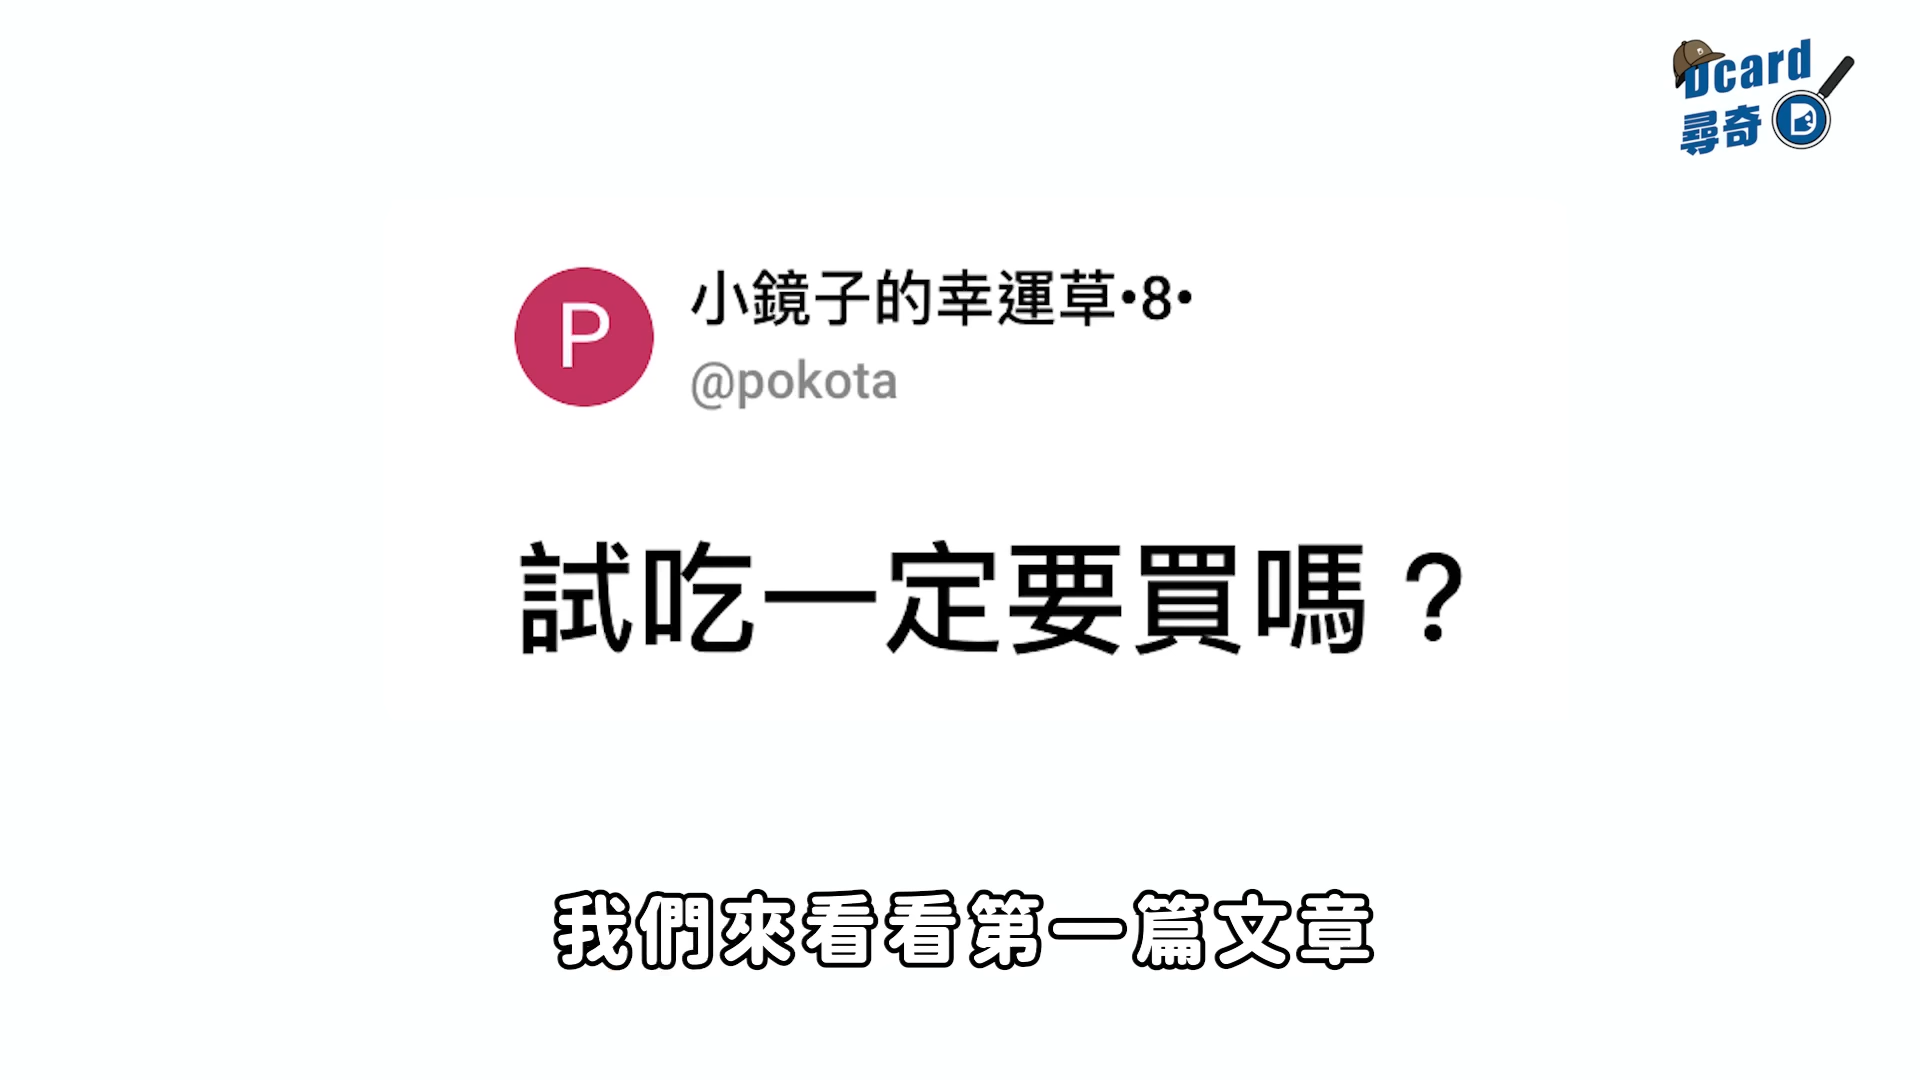 Dcard
尋奇
P
小鏡子的幸運草•8•
@pokota
試吃一定要買嗎？
我們來看看第一篇文章